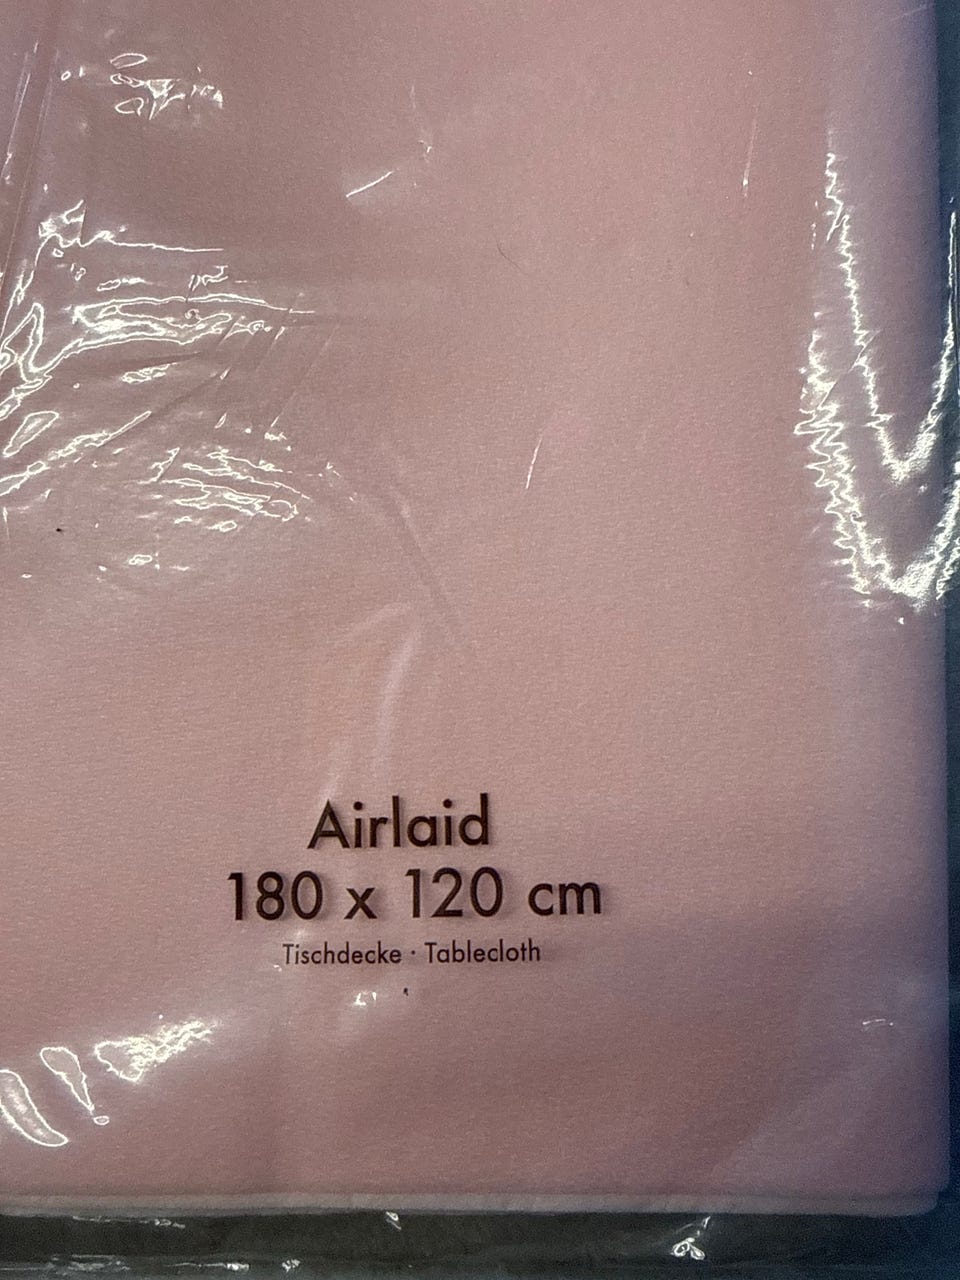 Airlaid
180 x 120 cm
Tischdecke · Tablecloth